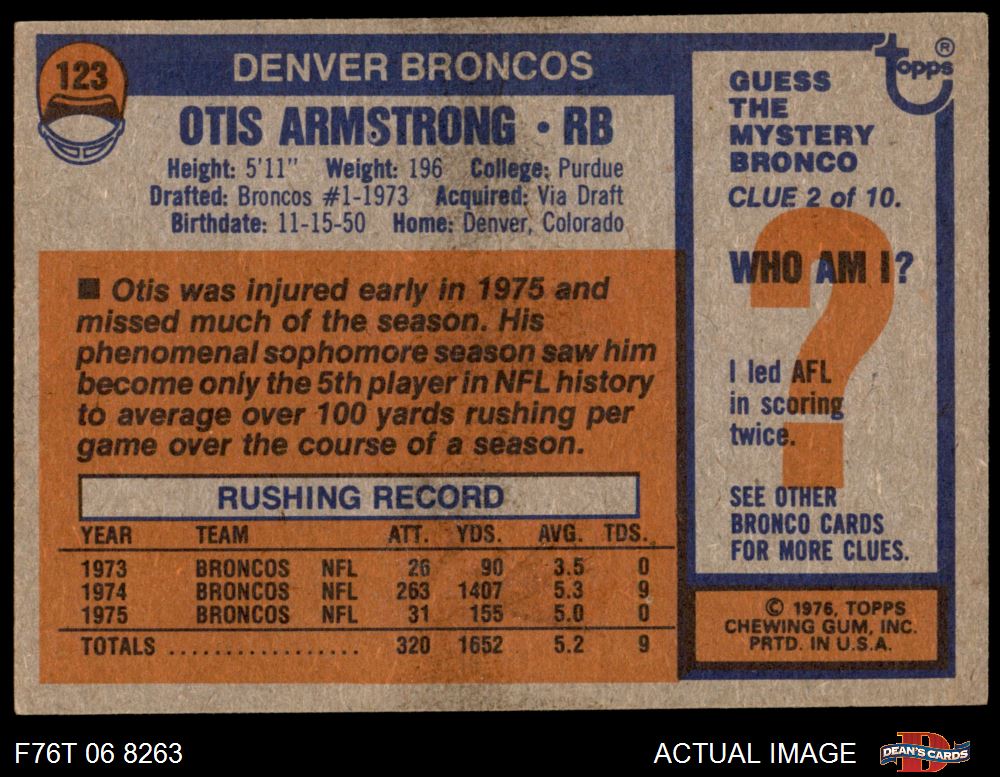 123
DENVER BRONCOS
OTIS ARMSTRONG • RB
Height: 5'11" Weight: 196 College: Purdue
Drafted: Broncos #1-1973 Acquired: Via Draft
Birthdate: 11-15-50 Home: Denver, Colorado
■ Otis was injured early in 1975 and
missed much of the season. His
phenomenal sophomore season saw him
become only the 5th player in NFL history
to average over 100 yards rushing per
game over the course of a season.
RUSHING RECORD
YEAR TEAM ATT. YDS. AVG. TDS.
1973 BRONCOS NFL 26 90 3.5 0
1974 BRONCOS NFL 263 1407 5.3 9
1975 BRONCOS NFL 31 155 5.0 0
TOTALS ................. 320 1652 5.2 9
topps ®
GUESS
THE
MYSTERY
BRONCO
CLUE 2 of 10.
WHO AM I?
?
I led AFL
in scoring
twice.
SEE OTHER
BRONCO CARDS
FOR MORE CLUES.
© 1976, TOPPS
CHEWING GUM, INC.
PRTD. IN U.S.A.
F76T 06 8263
ACTUAL IMAGE
D
DEAN'S CARDS